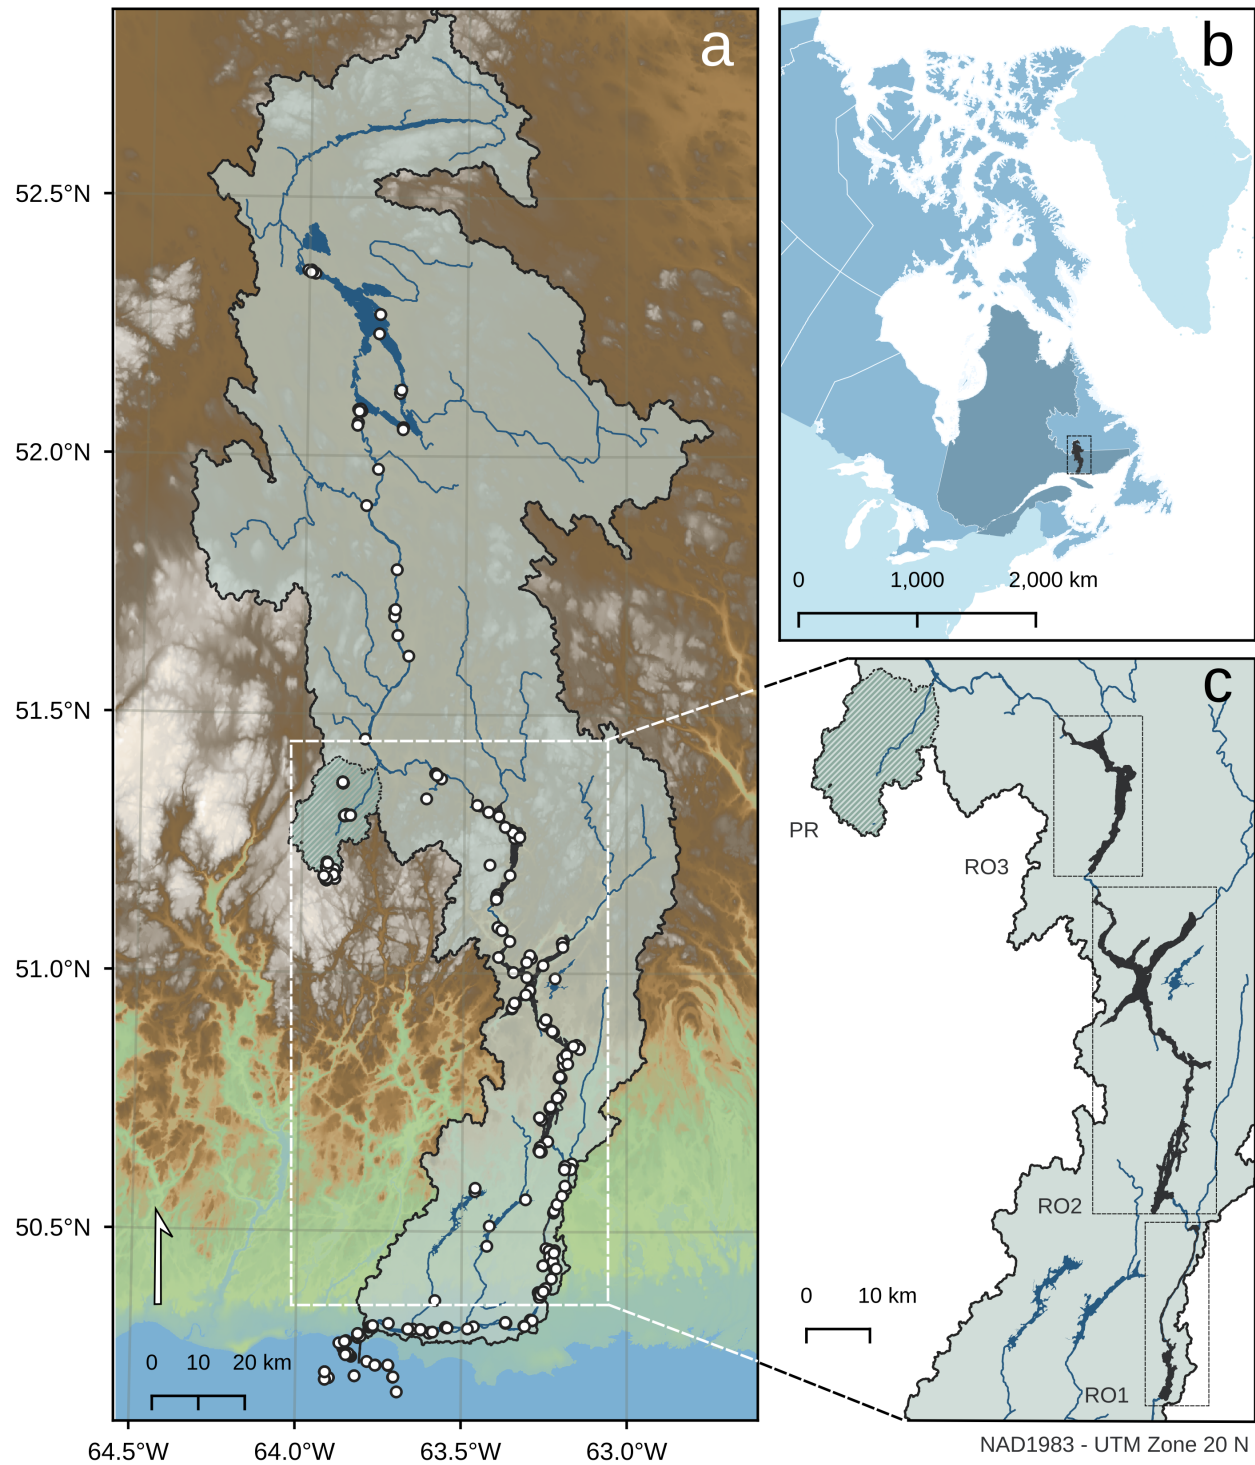 a
52.5°N
52.0°N
51.5°N
51.0°N
50.5°N
0 10 20 km
64.5°W 64.0°W 63.5°W 63.0°W
b
0 1,000 2,000 km
c
PR
RO3
RO2
0 10 km
RO1
NAD1983 - UTM Zone 20 N